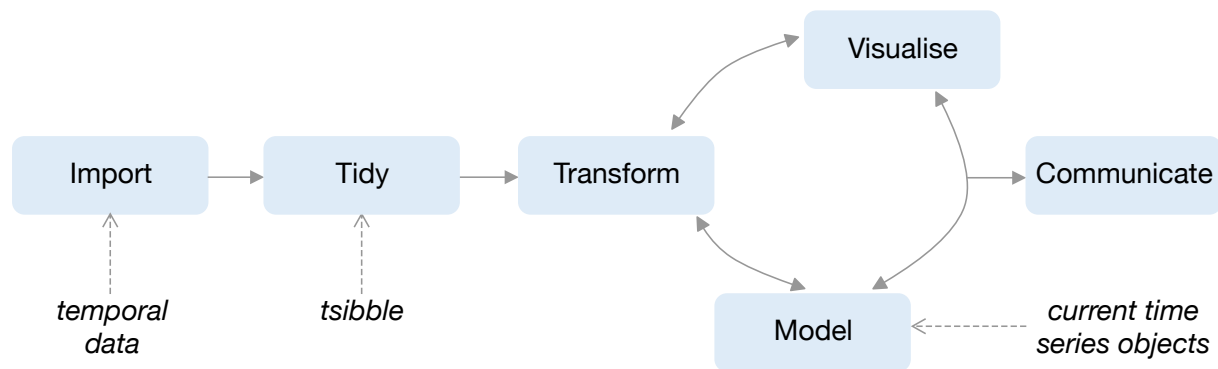 Visualise
Import
Tidy
Transform
Communicate
temporal
data
tsibble
Model
current time
series objects